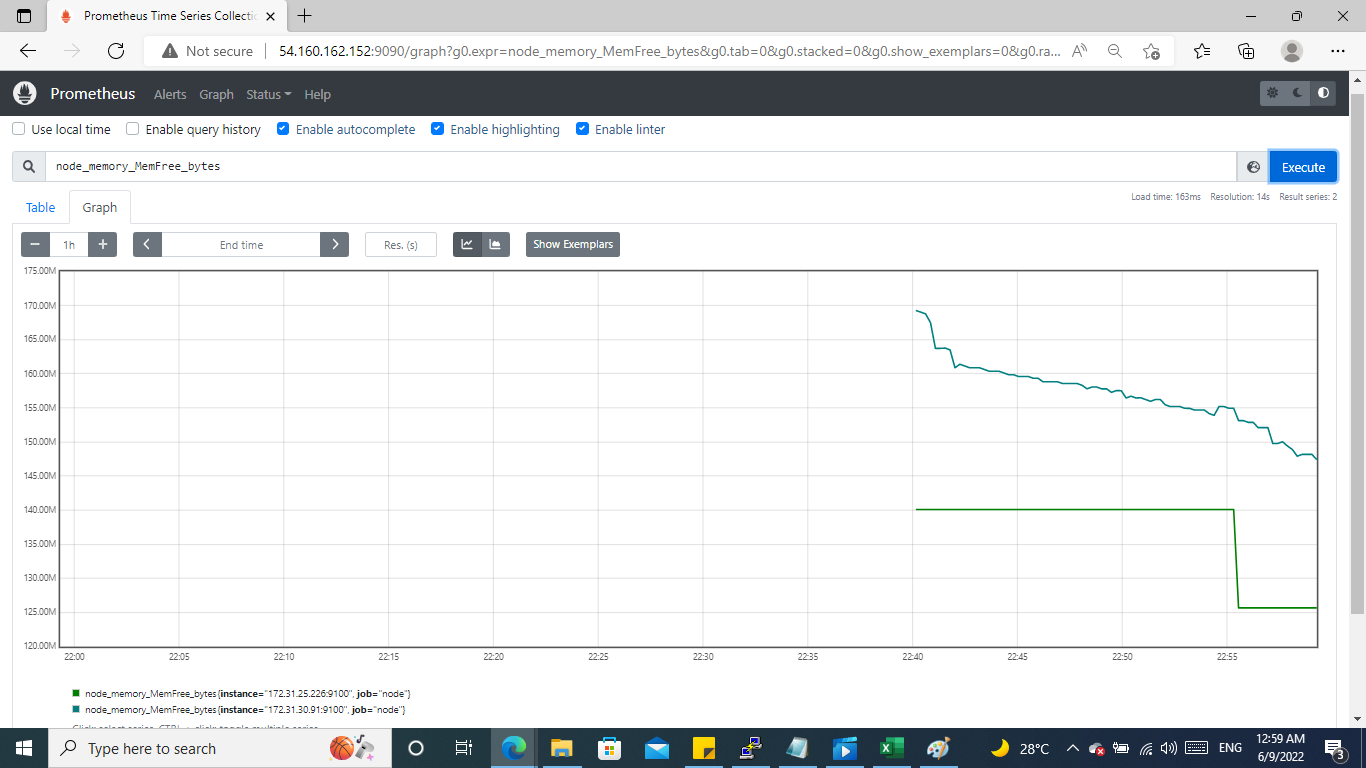 Prometheus Time Series Collectio
Not secure
54.160.162.152:9090/graph?g0.expr=node_memory_MemFree_bytes&g0.tab=0&g0.stacked=0&g0.show_exemplars=0&g0.ra...
Prometheus Alerts Graph Status Help
Use local time Enable query history Enable autocomplete Enable highlighting Enable linter
node_memory_MemFree_bytes
Execute
Load time: 163ms Resolution: 14s Result series: 2
Table Graph
− 1h + End time Res. (s) Show Exemplars
175.00M
170.00M
165.00M
160.00M
155.00M
150.00M
145.00M
140.00M
135.00M
130.00M
125.00M
120.00M
22:00 22:05 22:10 22:15 22:20 22:25 22:30 22:35 22:40 22:45 22:50 22:55
node_memory_MemFree_bytes{instance="172.31.25.226:9100", job="node"}
node_memory_MemFree_bytes{instance="172.31.30.91:9100", job="node"}
Type here to search
28°C
ENG
12:59 AM
6/9/2022
3